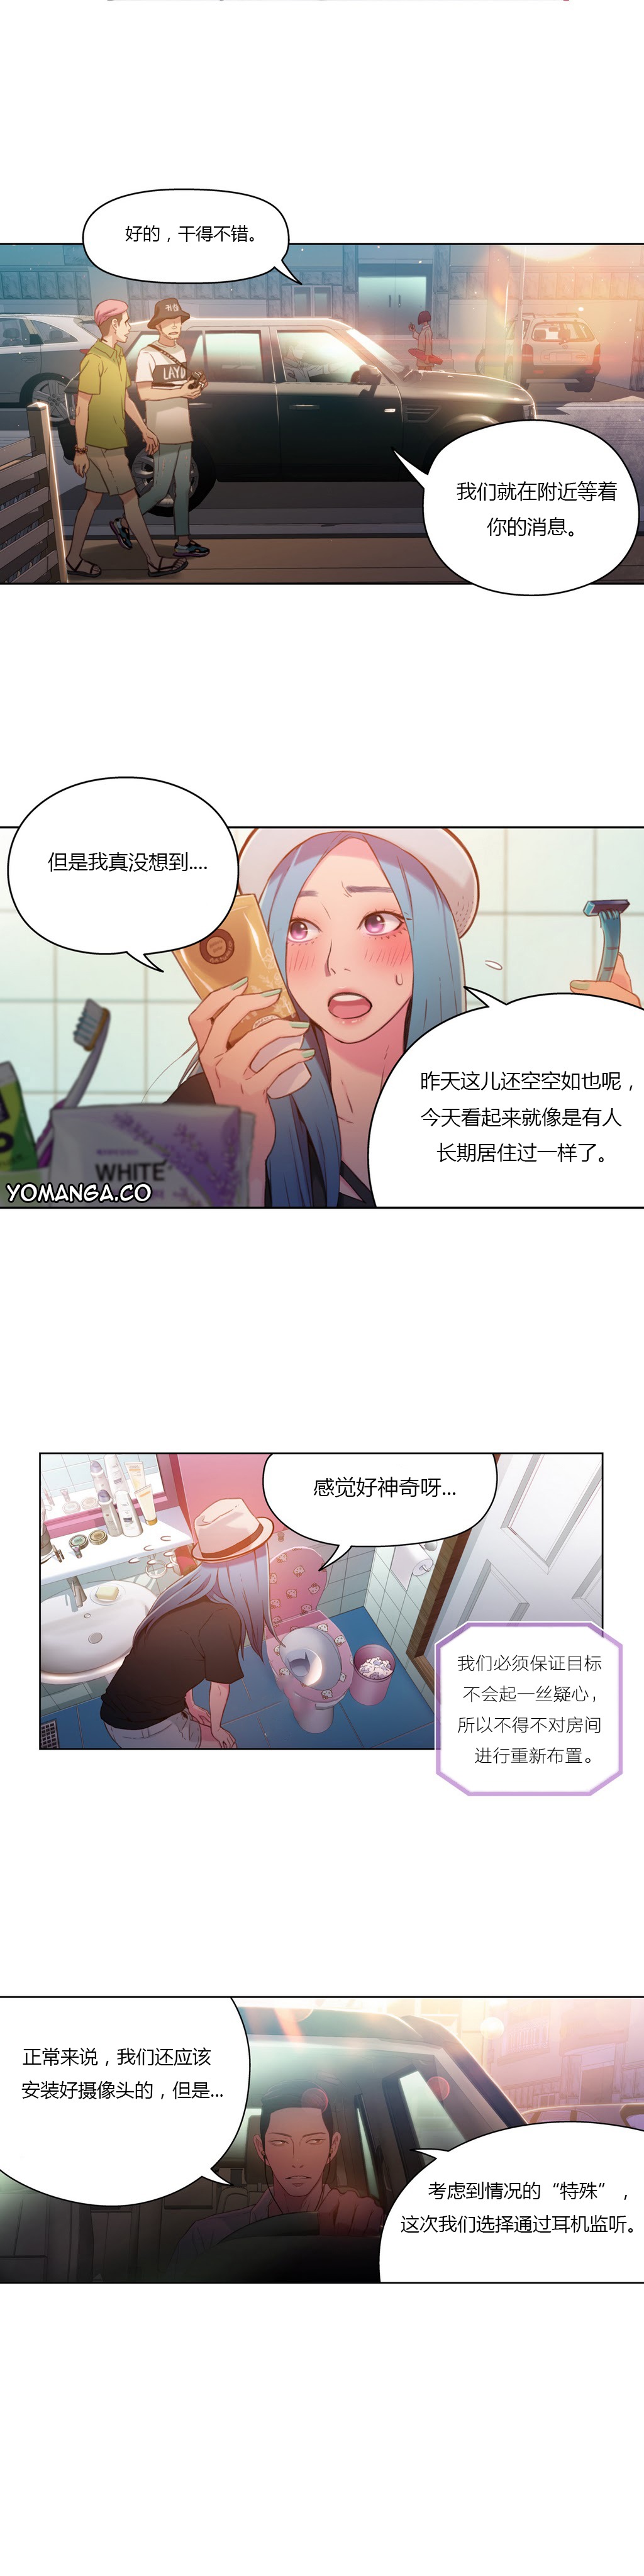 好的，干得不错。
LAYD
我们就在附近等着
你的消息。
但是我真没想到....
昨天这儿还空空如也呢，
今天看起来就像是有人
长期居住过一样了。
WHITE
YOMANGA.CO
感觉好神奇呀...
我们必须保证目标
不会起一丝疑心，
所以不得不对房间
进行重新布置。
正常来说，我们还应该
安装好摄像头的，但是...
考虑到情况的“特殊”，
这次我们选择通过耳机监听。